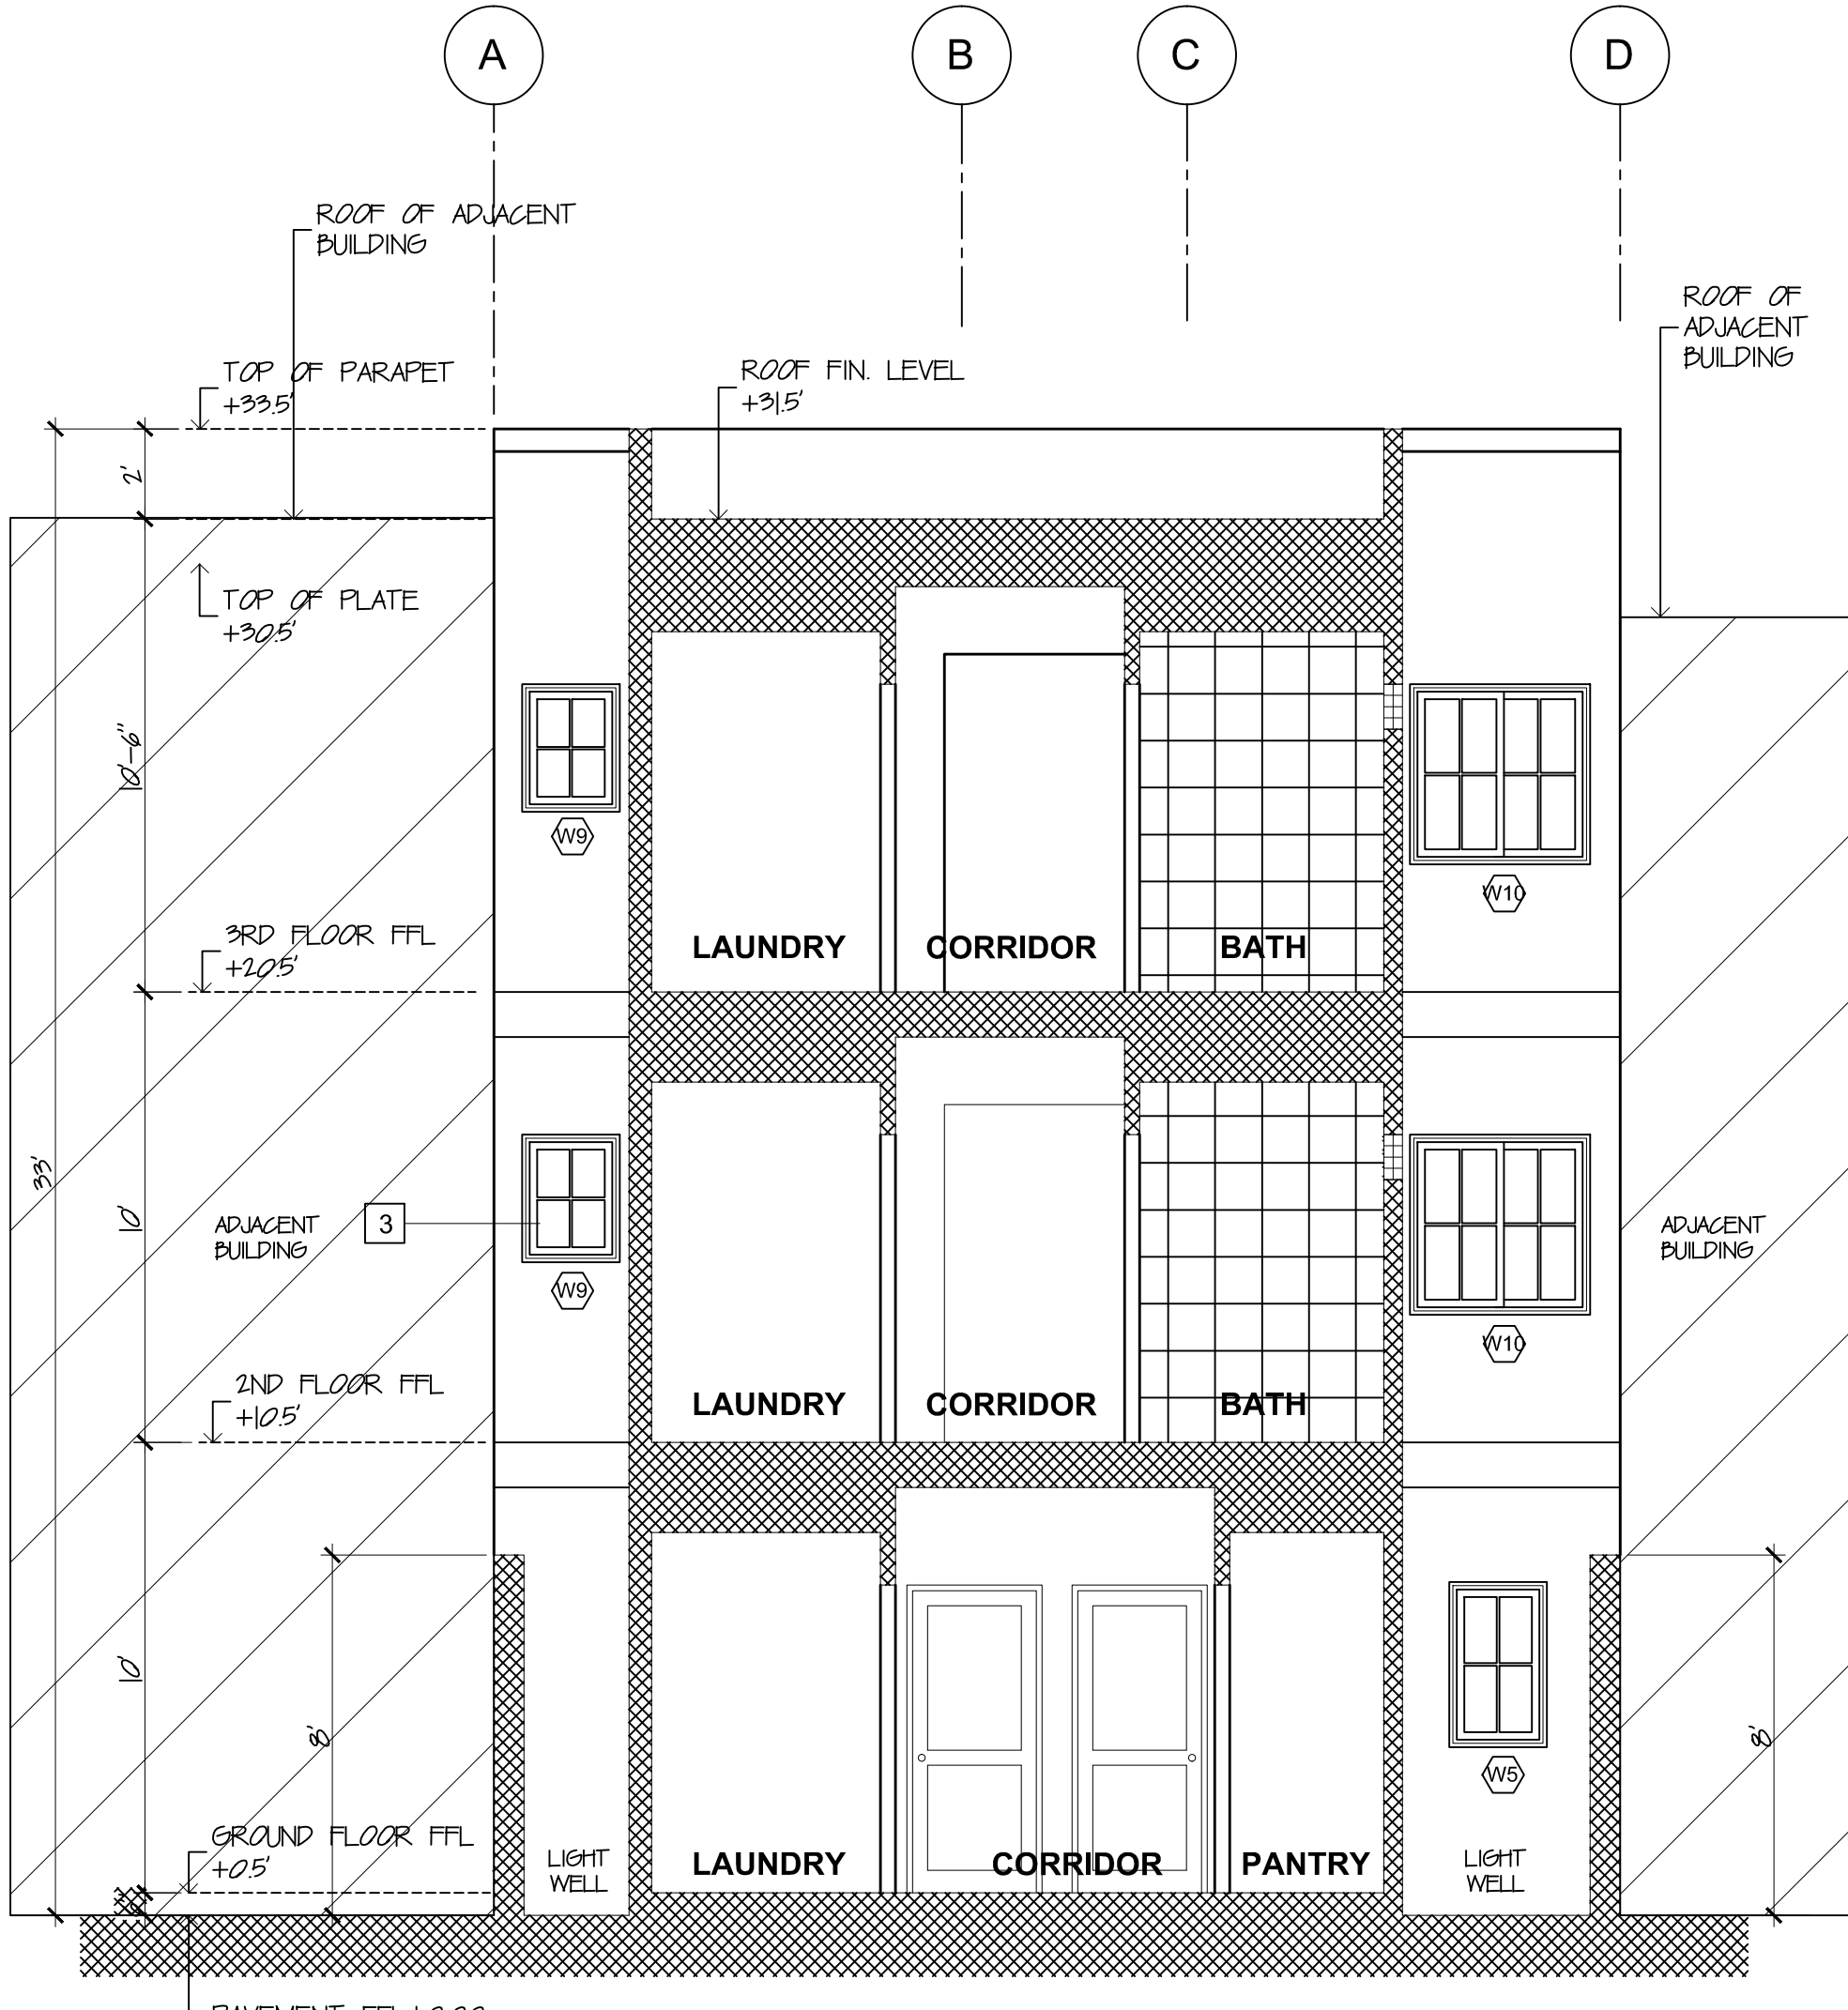 A
B
C
D
ROOF OF ADJACENT
BUILDING
ROOF OF
ADJACENT
BUILDING
TOP OF PARAPET
+33.5'
ROOF FIN. LEVEL
+31.5'
2'
TOP OF PLATE
+30.5'
10'-6"
W9
W10
3RD FLOOR FFL
+20.5'
LAUNDRY
CORRIDOR
BATH
33'
10'
ADJACENT
BUILDING
3
W9
W10
ADJACENT
BUILDING
2ND FLOOR FFL
+10.5'
LAUNDRY
CORRIDOR
BATH
10'
8'
W5
8'
GROUND FLOOR FFL
+0.5'
LIGHT
WELL
LAUNDRY
CORRIDOR
PANTRY
LIGHT
WELL
PAVEMENT FFL